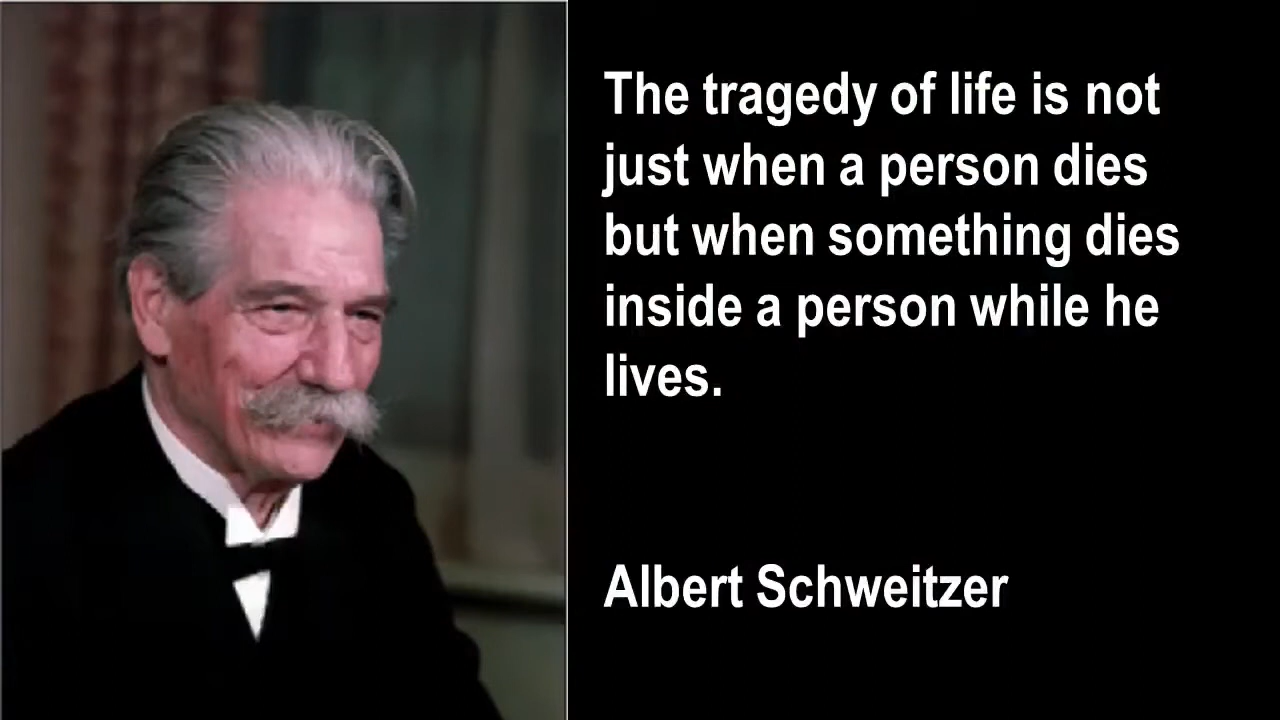 The tragedy of life is not
just when a person dies
but when something dies
inside a person while he
lives.
Albert Schweitzer